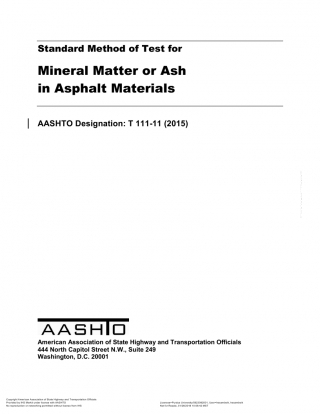 Standard Method of Test for
Mineral Matter or Ash
in Asphalt Materials
AASHTO Designation: T 111-11 (2015)
AASHTO
American Association of State Highway and Transportation Officials
444 North Capitol Street N.W., Suite 249
Washington, D.C. 20001